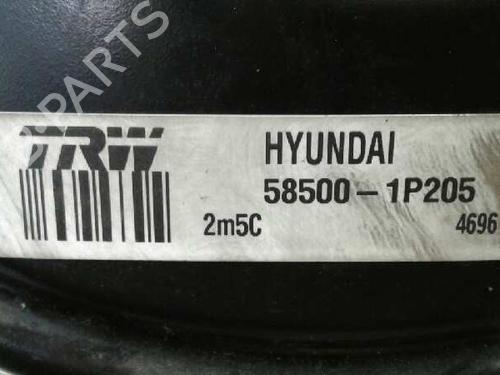 TRW
HYUNDAI
58500-1P205
2m5C
4696
B-PARTS